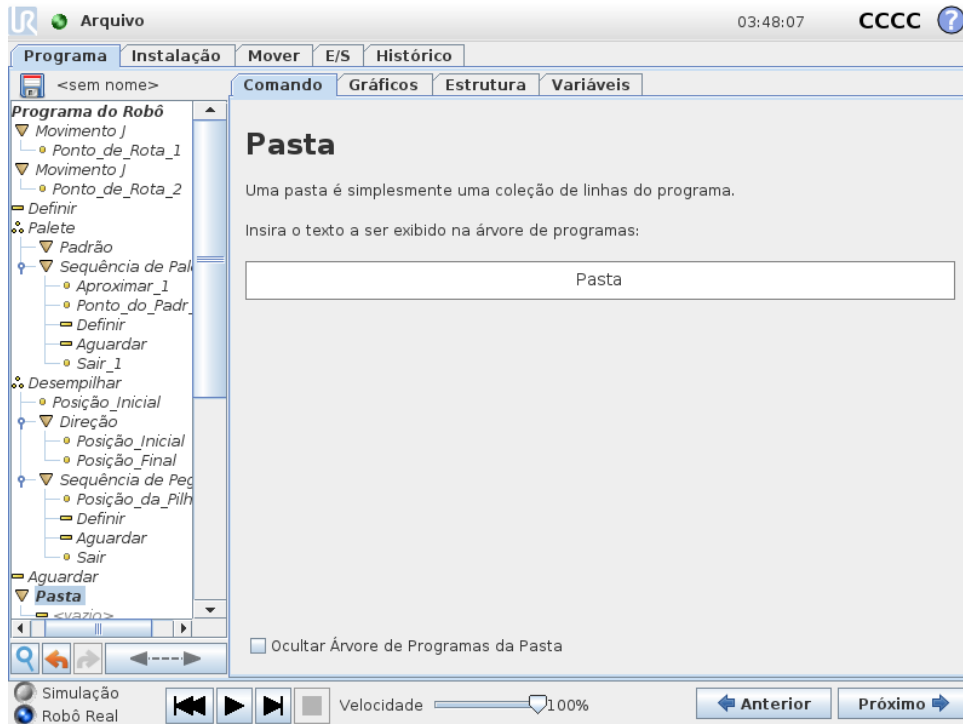 UR Arquivo 03:48:07 CCCC ?
Programa Instalação Mover E/S Histórico
<sem nome>
Comando Gráficos Estrutura Variáveis
Programa do Robô
Movimento J
Ponto_de_Rota_1
Movimento J
Ponto_de_Rota_2
Definir
Palete
Padrão
Sequência de Pal
Aproximar_1
Ponto_do_Padr_
Definir
Aguardar
Sair_1
Desempilhar
Posição_Inicial
Direção
Posição_Inicial
Posição_Final
Sequência de Peg
Posição_da_Pilh
Definir
Aguardar
Sair
Aguardar
Pasta
<vazio>
Pasta
Uma pasta é simplesmente uma coleção de linhas do programa.
Insira o texto a ser exibido na árvore de programas:
Pasta
Ocultar Árvore de Programas da Pasta
Simulação
Robô Real
Velocidade 100%
Anterior Próximo